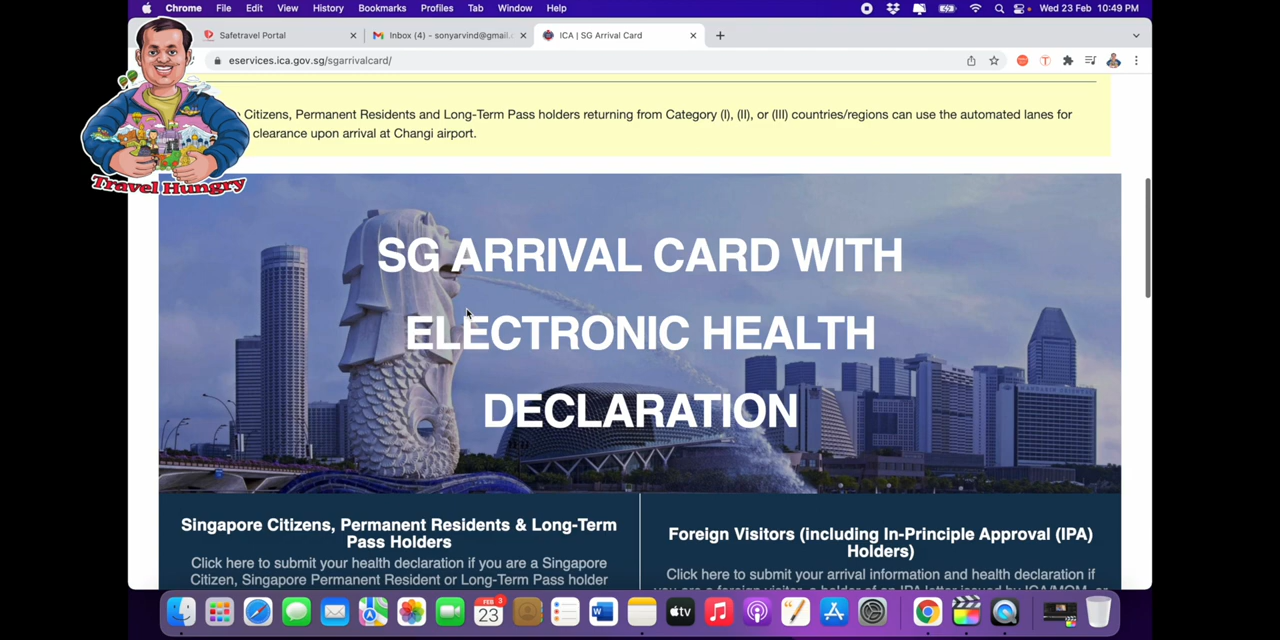 Chrome File Edit View History Bookmarks Profiles Tab Window Help Wed 23 Feb 10:49 PM
Safetravel Portal Inbox (4) - sonyarvind@gmail.c ICA | SG Arrival Card
eservices.ica.gov.sg/sgarrivalcard/
Travel Hungry
Citizens, Permanent Residents and Long-Term Pass holders returning from Category (I), (II), or (III) countries/regions can use the automated lanes for
clearance upon arrival at Changi airport.
SG ARRIVAL CARD WITH
ELECTRONIC HEALTH
DECLARATION
Singapore Citizens, Permanent Residents & Long-Term
Pass Holders
Click here to submit your health declaration if you are a Singapore
Citizen, Singapore Permanent Resident or Long-Term Pass holder
Foreign Visitors (including In-Principle Approval (IPA)
Holders)
Click here to submit your arrival information and health declaration if
FEB
23
3
tv